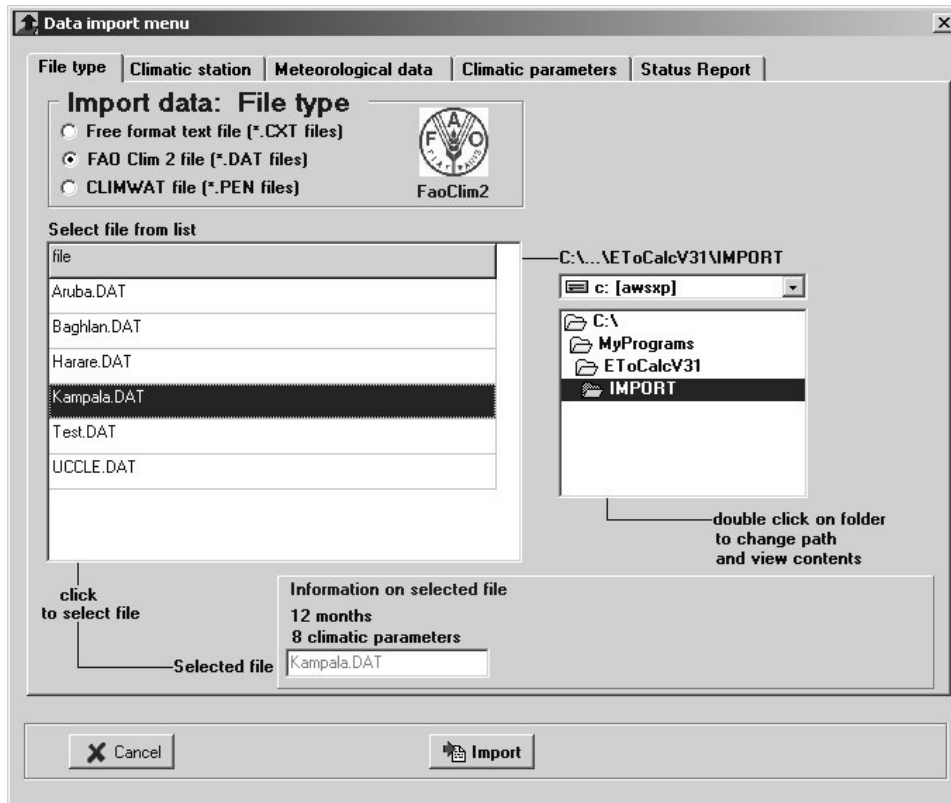 Data import menu
File type
Climatic station
Meteorological data
Climatic parameters
Status Report
Import data: File type
Free format text file (*.CXT files)
FAO Clim 2 file (*.DAT files)
CLIMWAT file (*.PEN files)
F A O
FaoClim2
Select file from list
file
Aruba.DAT
Baghlan.DAT
Harare.DAT
Kampala.DAT
Test.DAT
UCCLE.DAT
C:\...\EToCalcV31\IMPORT
c: [awsxp]
C:\
MyPrograms
EToCalcV31
IMPORT
double click on folder
to change path
and view contents
click
to select file
Information on selected file
12 months
8 climatic parameters
Selected file
Kampala.DAT
Cancel
Import